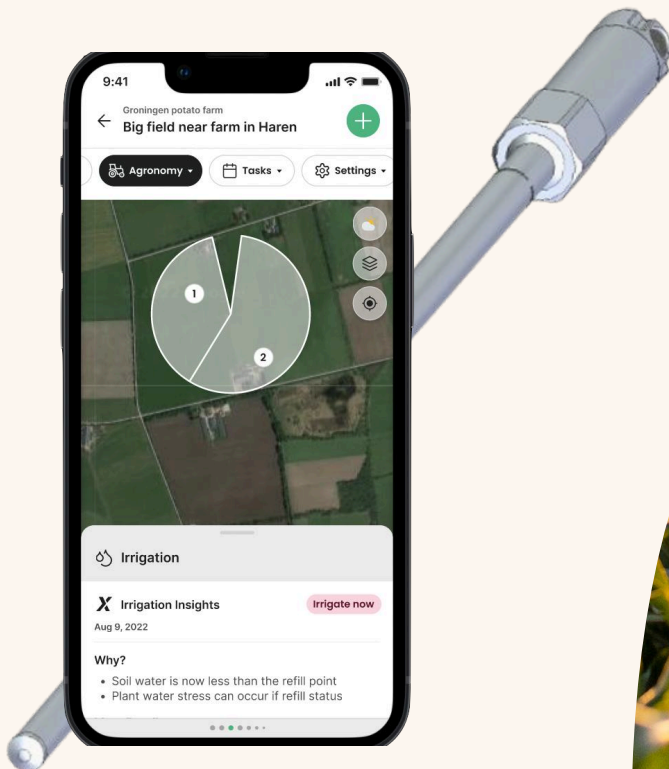 9:41
Groningen potato farm
Big field near farm in Haren
Agronomy
Tasks
Settings
1
2
Irrigation
Irrigation Insights
Irrigate now
Aug 9, 2022
Why?
• Soil water is now less than the refill point
• Plant water stress can occur if refill status